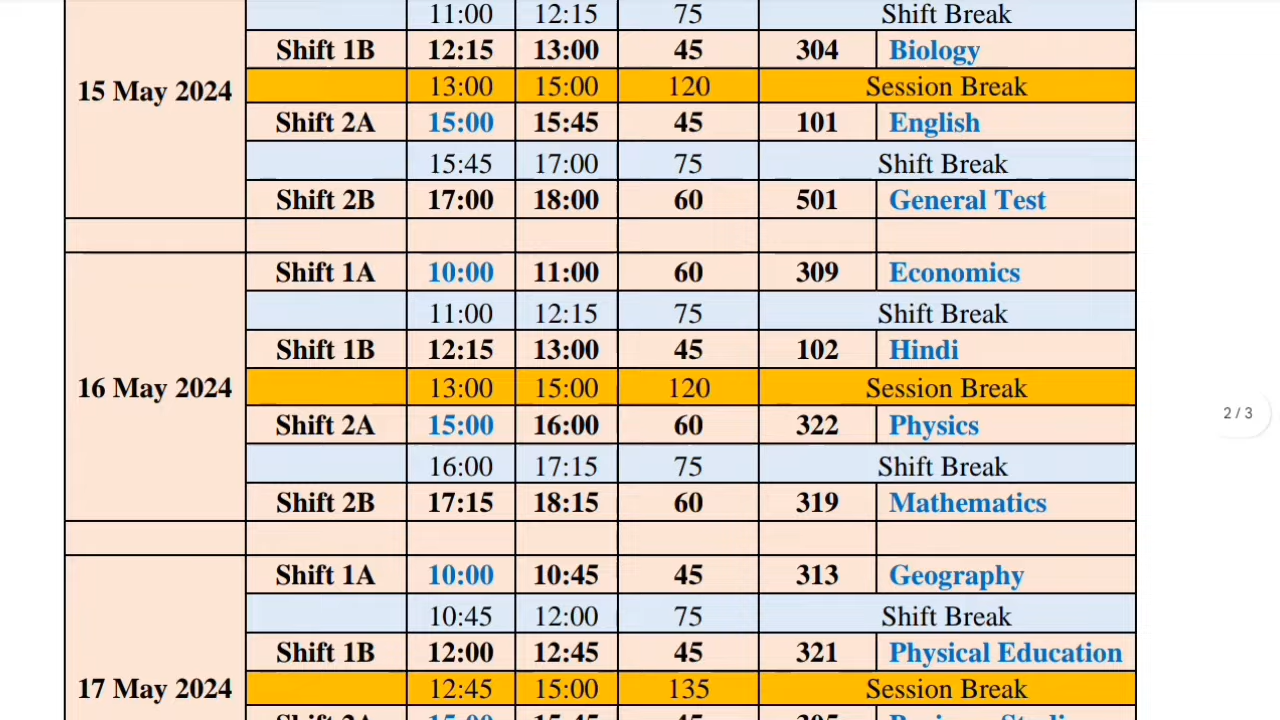 11:00 12:15 75 Shift Break
Shift 1B 12:15 13:00 45 304 Biology
15 May 2024 13:00 15:00 120 Session Break
Shift 2A 15:00 15:45 45 101 English
15:45 17:00 75 Shift Break
Shift 2B 17:00 18:00 60 501 General Test
Shift 1A 10:00 11:00 60 309 Economics
11:00 12:15 75 Shift Break
Shift 1B 12:15 13:00 45 102 Hindi
16 May 2024 13:00 15:00 120 Session Break
Shift 2A 15:00 16:00 60 322 Physics
2 / 3
16:00 17:15 75 Shift Break
Shift 2B 17:15 18:15 60 319 Mathematics
Shift 1A 10:00 10:45 45 313 Geography
10:45 12:00 75 Shift Break
Shift 1B 12:00 12:45 45 321 Physical Education
17 May 2024 12:45 15:00 135 Session Break